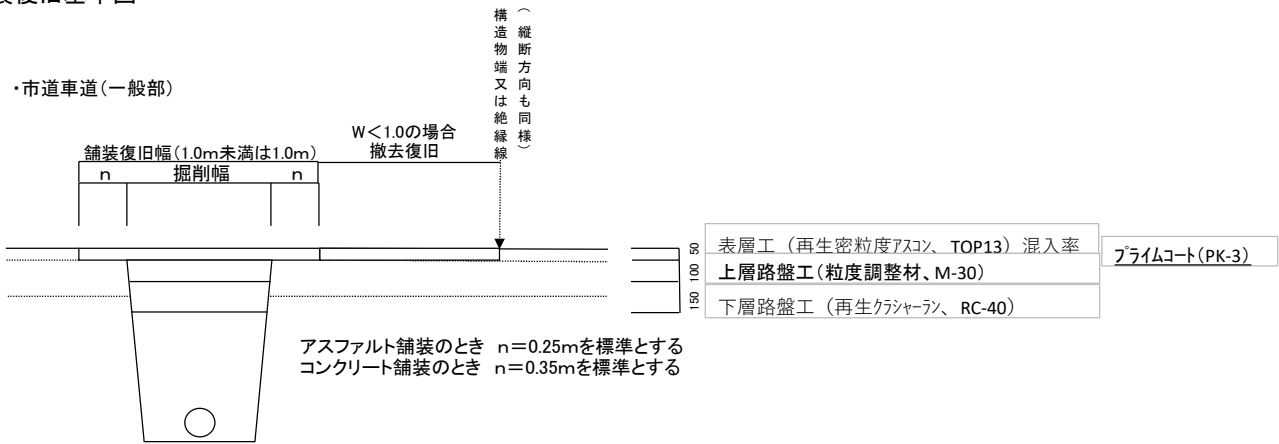 装復旧基準図
・市道車道(一般部)
構造物端又は絶縁線
(縦断方向も同様)
W<1.0の場合
撤去復旧
舗装復旧幅(1.0m未満は1.0m)
n 掘削幅 n
50 表層工(再生密粒度アスコン、TOP13)混入率
プライムコート(PK-3)
100 上層路盤工(粒度調整材、M-30)
150 下層路盤工(再生クラシャーラン、RC-40)
アスファルト舗装のとき n=0.25mを標準とする
コンクリート舗装のとき n=0.35mを標準とする